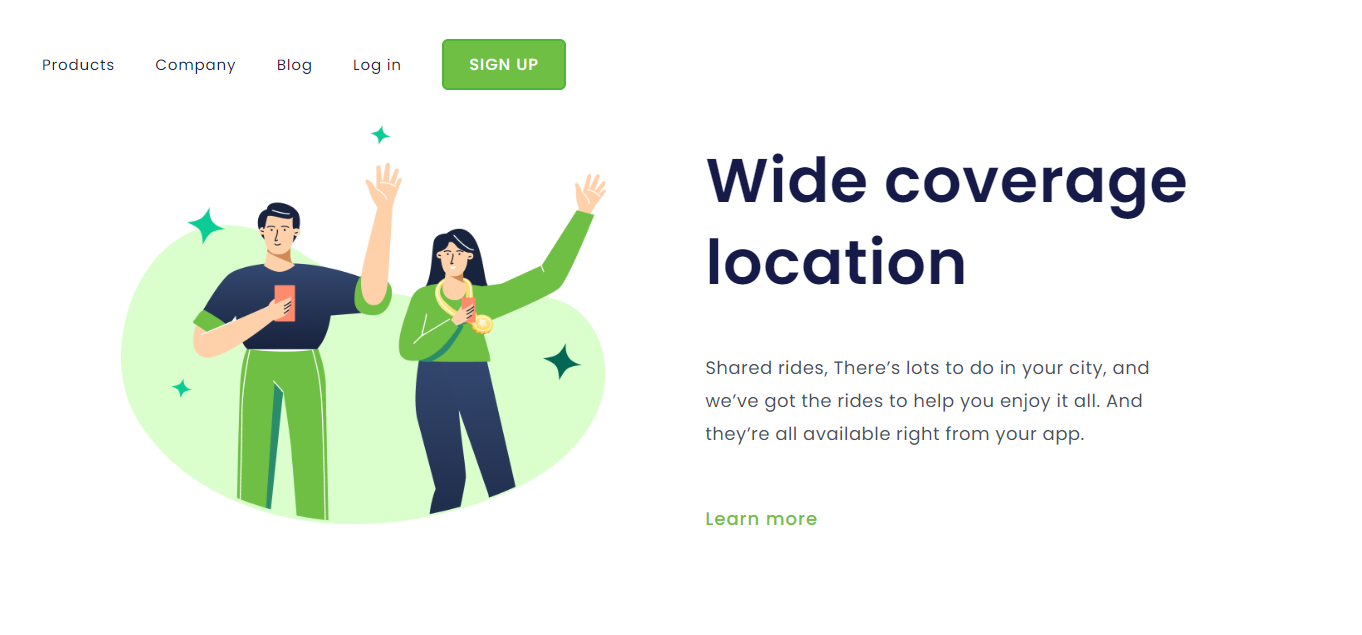 Products Company Blog Log in SIGN UP
Wide coverage
location
Shared rides, There’s lots to do in your city, and
we’ve got the rides to help you enjoy it all. And
they’re all available right from your app.
Learn more